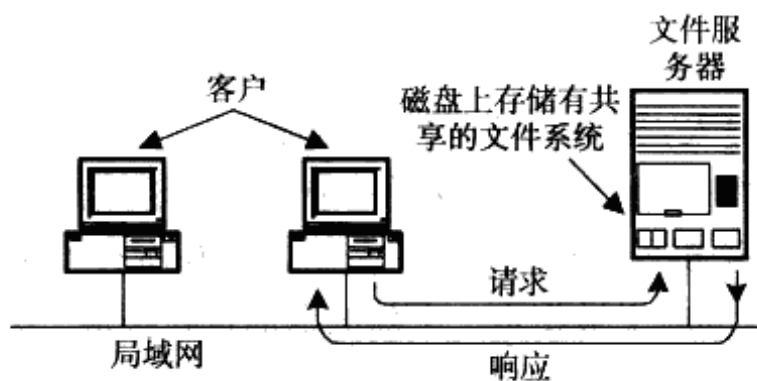 文件服
务器
客户
磁盘上存储有共
享的文件系统
请求
局域网
响应